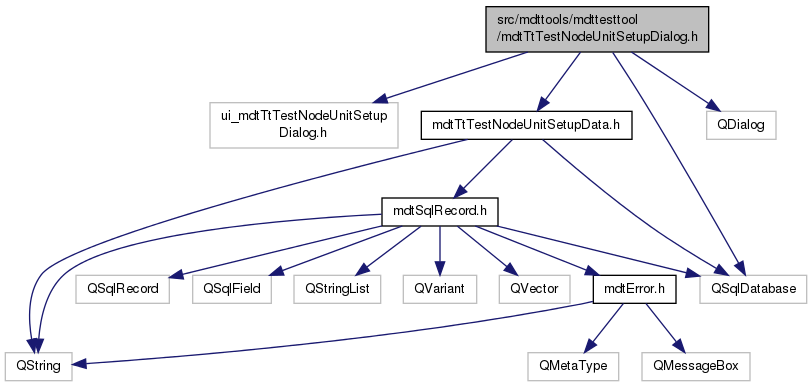 src/mdttools/mdttesttool
/mdtTtTestNodeUnitSetupDialog.h
ui_mdtTtTestNodeUnitSetup
Dialog.h
mdtTtTestNodeUnitSetupData.h
QDialog
mdtSqlRecord.h
QSqlRecord
QSqlField
QStringList
QVariant
QVector
mdtError.h
QSqlDatabase
QString
QMetaType
QMessageBox